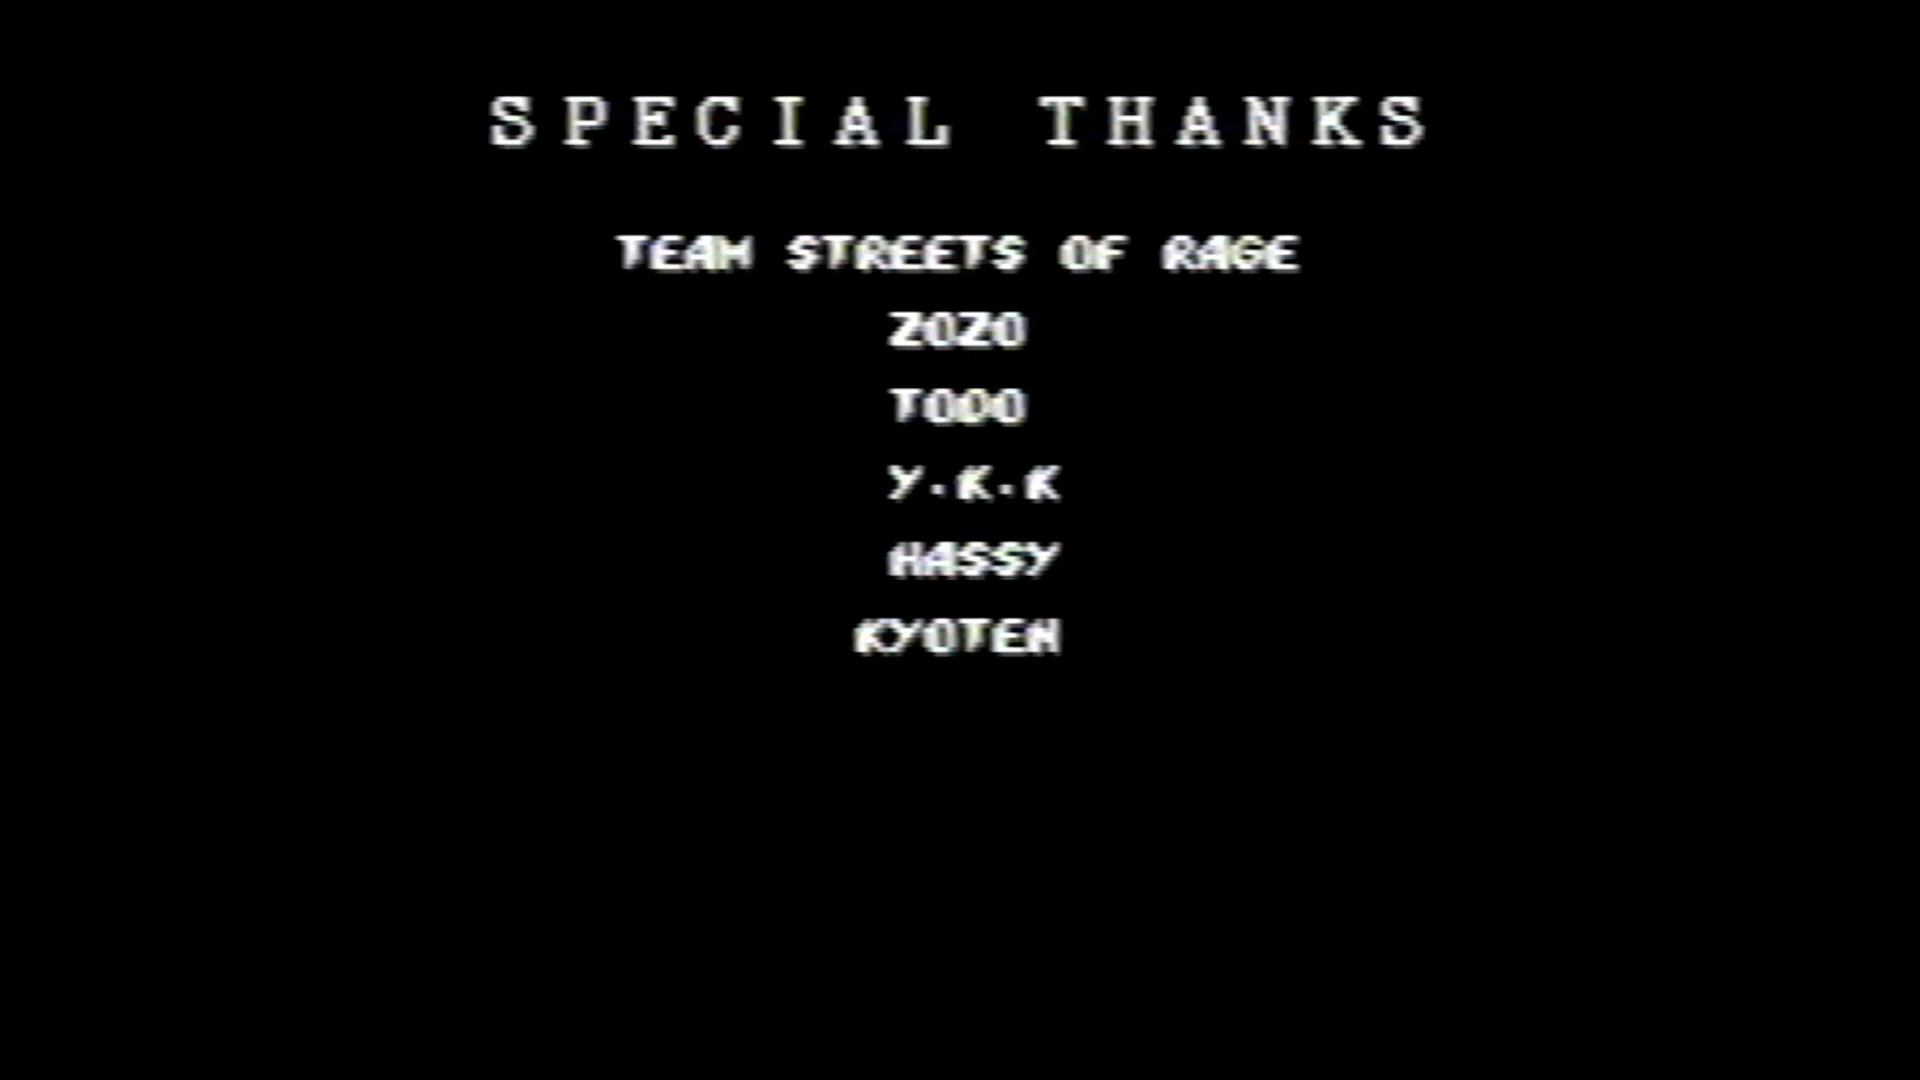 SPECIAL THANKS
TEAM STREETS OF RAGE
ZOZO
TODO
Y.K.K
HASSY
KYOTEN